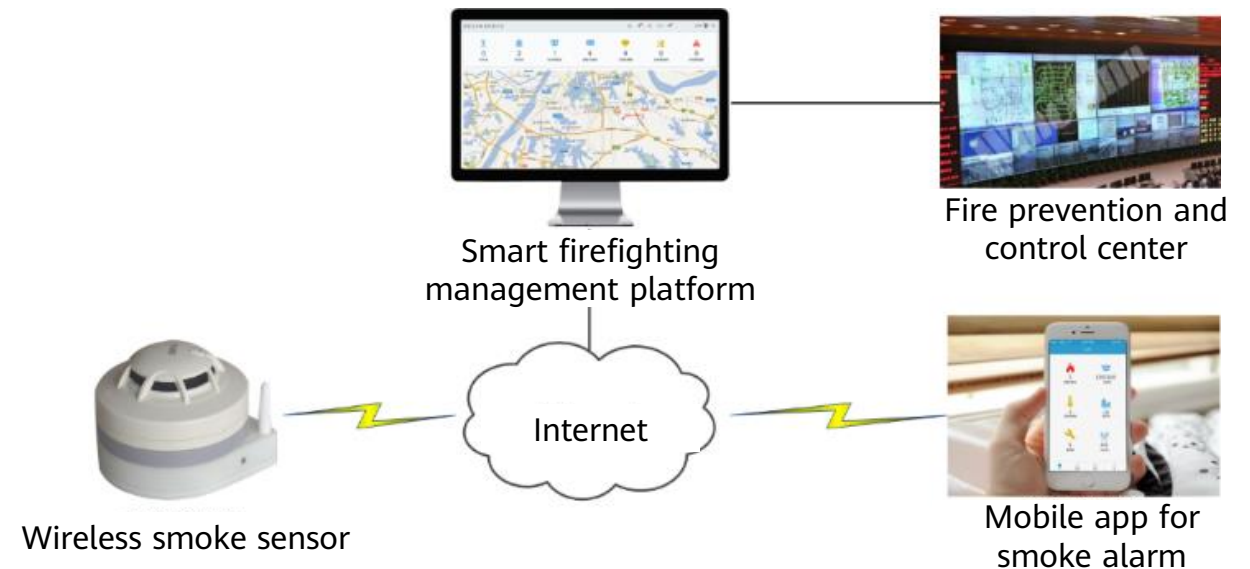 Smart firefighting
management platform
Fire prevention and
control center
Wireless smoke sensor
Internet
Mobile app for
smoke alarm